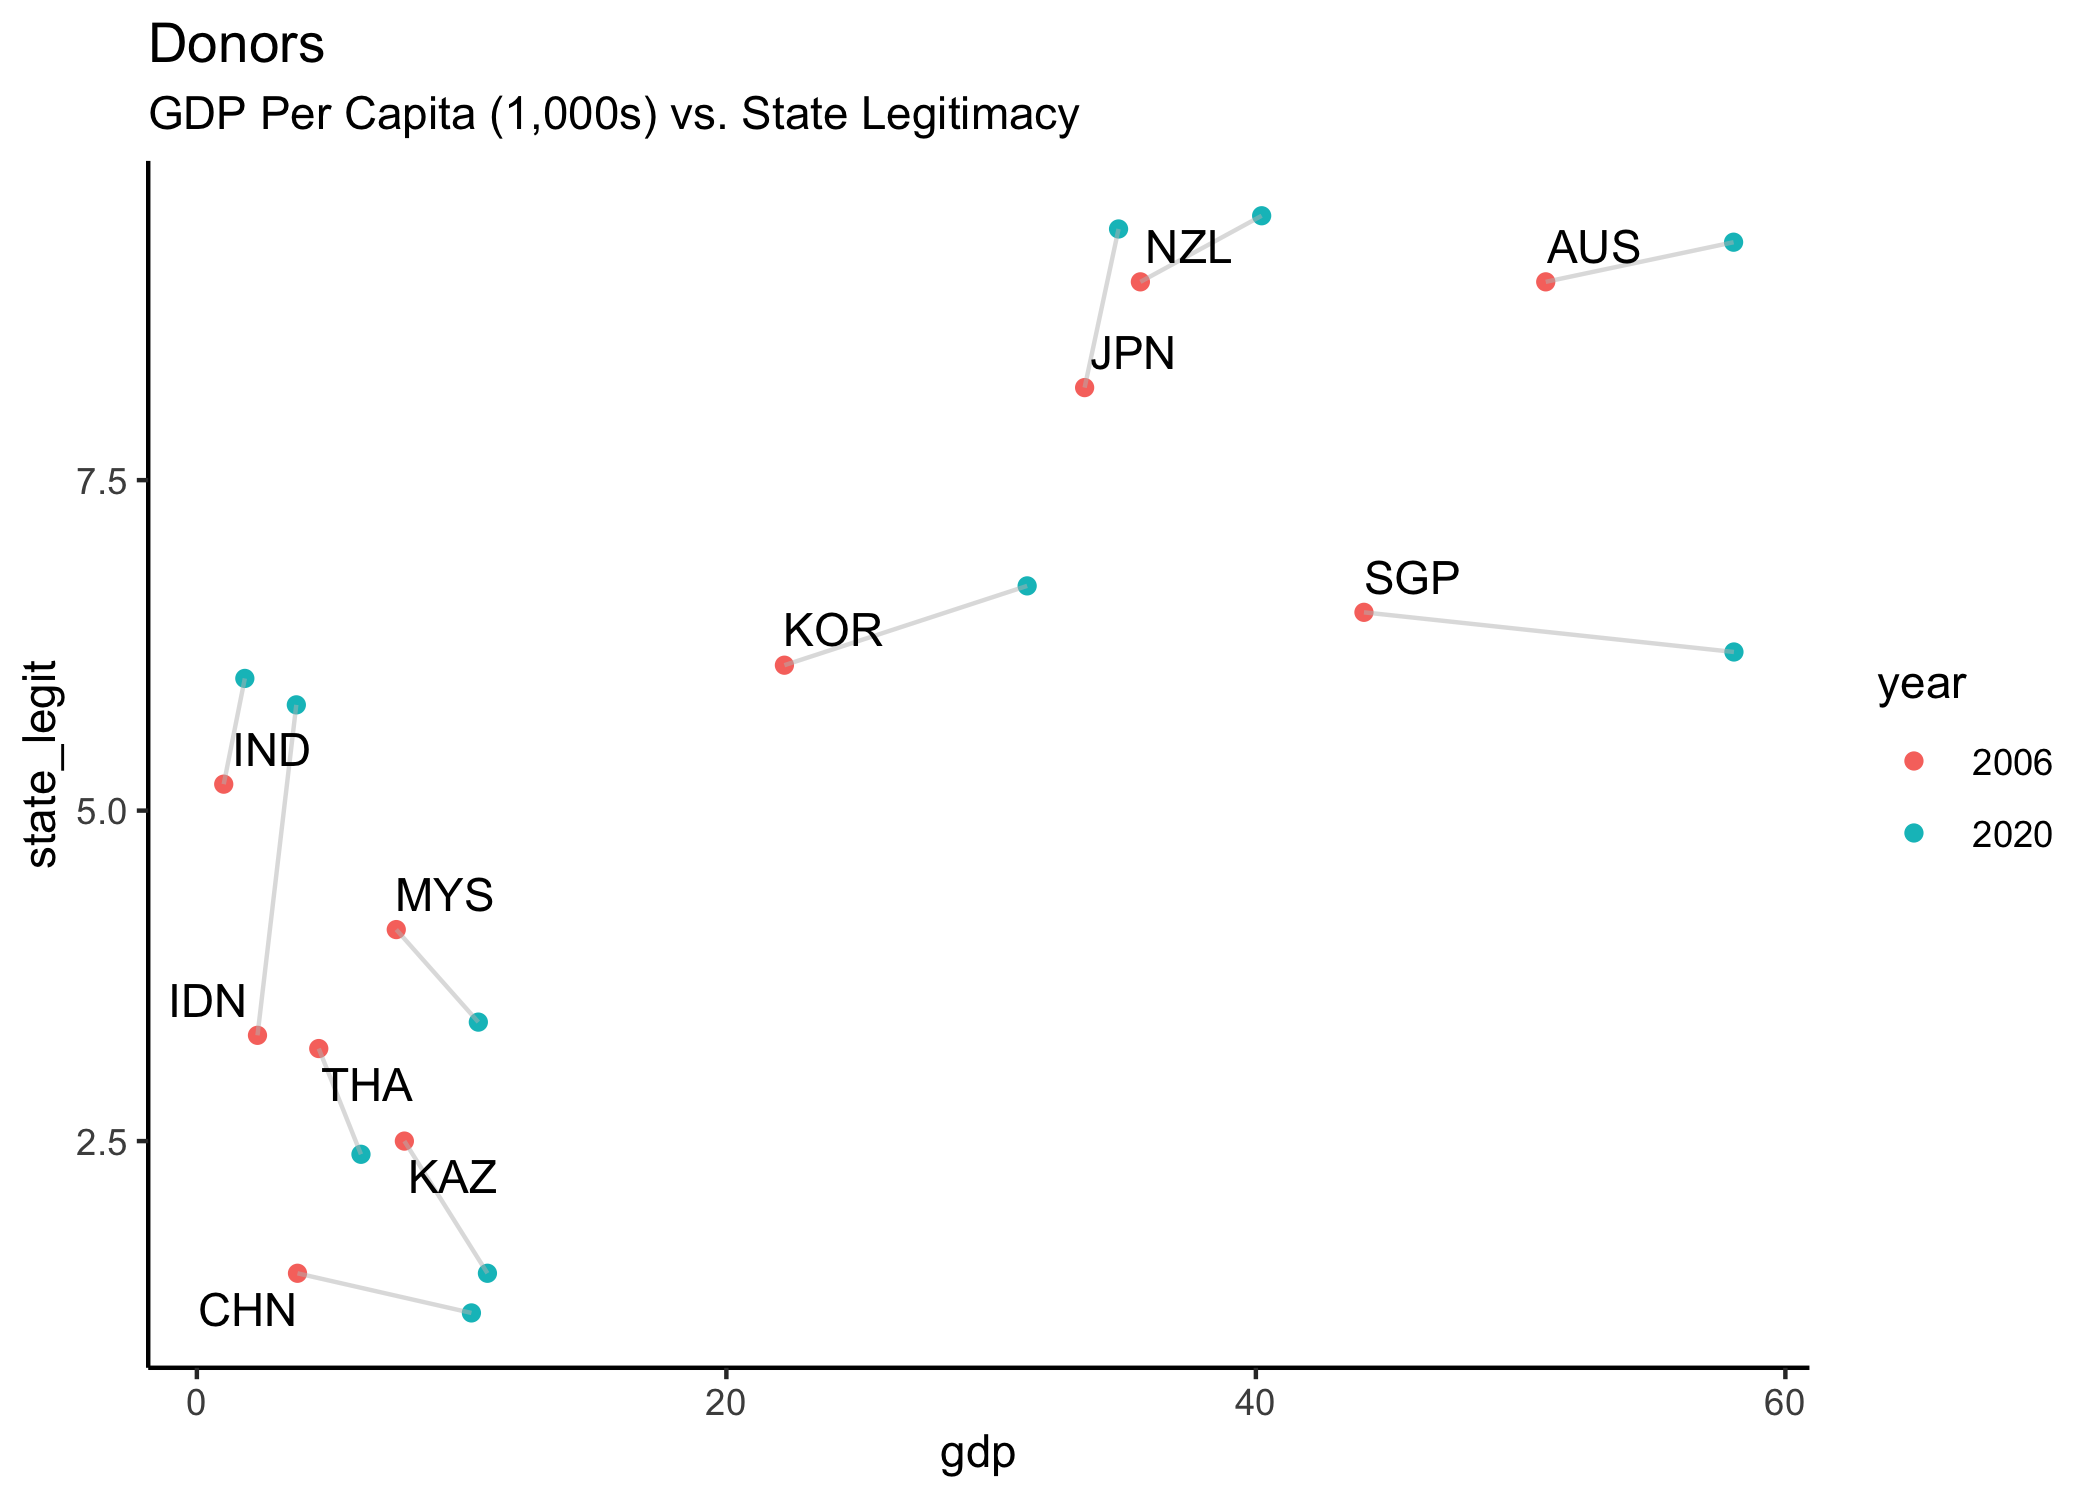 Donors
GDP Per Capita (1,000s) vs. State Legitimacy
NZL
AUS
JPN
7.5
SGP
KOR
state_legit
year
IND
2006
5.0
2020
MYS
IDN
THA
2.5
KAZ
CHN
0
20
40
60
gdp